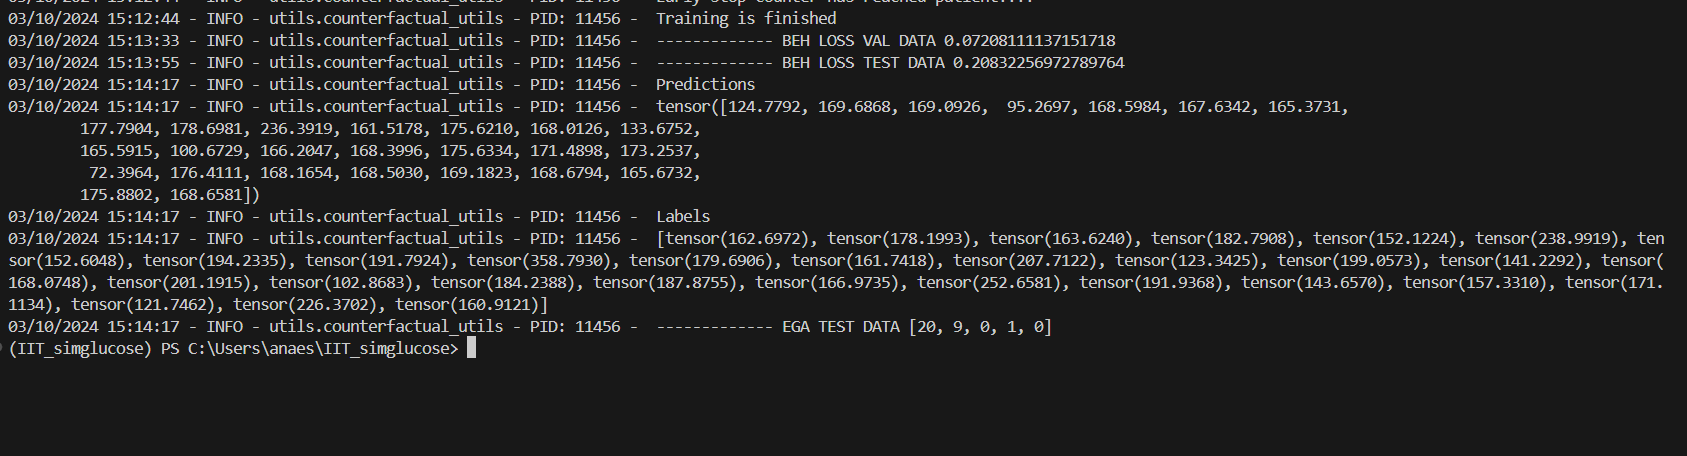 03/10/2024 15:12:44 - INFO - utils.counterfactual_utils - PID: 11456 -  Early stop counter has reached patient....
03/10/2024 15:12:44 - INFO - utils.counterfactual_utils - PID: 11456 -  Training is finished
03/10/2024 15:13:33 - INFO - utils.counterfactual_utils - PID: 11456 -  ------------- BEH LOSS VAL DATA 0.07208111137151718
03/10/2024 15:13:55 - INFO - utils.counterfactual_utils - PID: 11456 -  ------------- BEH LOSS TEST DATA 0.20832256972789764
03/10/2024 15:14:17 - INFO - utils.counterfactual_utils - PID: 11456 -  Predictions
03/10/2024 15:14:17 - INFO - utils.counterfactual_utils - PID: 11456 -  tensor([124.7792, 169.6868, 169.0926,  95.2697, 168.5984, 167.6342, 165.3731,
177.7904, 178.6981, 236.3919, 161.5178, 175.6210, 168.0126, 133.6752,
165.5915, 100.6729, 166.2047, 168.3996, 175.6334, 171.4898, 173.2537,
72.3964, 176.4111, 168.1654, 168.5030, 169.1823, 168.6794, 165.6732,
175.8802, 168.6581])
03/10/2024 15:14:17 - INFO - utils.counterfactual_utils - PID: 11456 -  Labels
03/10/2024 15:14:17 - INFO - utils.counterfactual_utils - PID: 11456 -  [tensor(162.6972), tensor(178.1993), tensor(163.6240), tensor(182.7908), tensor(152.1224), tensor(238.9919), ten
sor(152.6048), tensor(194.2335), tensor(191.7924), tensor(358.7930), tensor(179.6906), tensor(161.7418), tensor(207.7122), tensor(123.3425), tensor(199.0573), tensor(141.2292), tensor(
168.0748), tensor(201.1915), tensor(102.8683), tensor(184.2388), tensor(187.8755), tensor(166.9735), tensor(252.6581), tensor(191.9368), tensor(143.6570), tensor(157.3310), tensor(171.
1134), tensor(121.7462), tensor(226.3702), tensor(160.9121)]
03/10/2024 15:14:17 - INFO - utils.counterfactual_utils - PID: 11456 -  ------------- EGA TEST DATA [20, 9, 0, 1, 0]
(IIT_simglucose) PS C:\Users\anaes\IIT_simglucose>